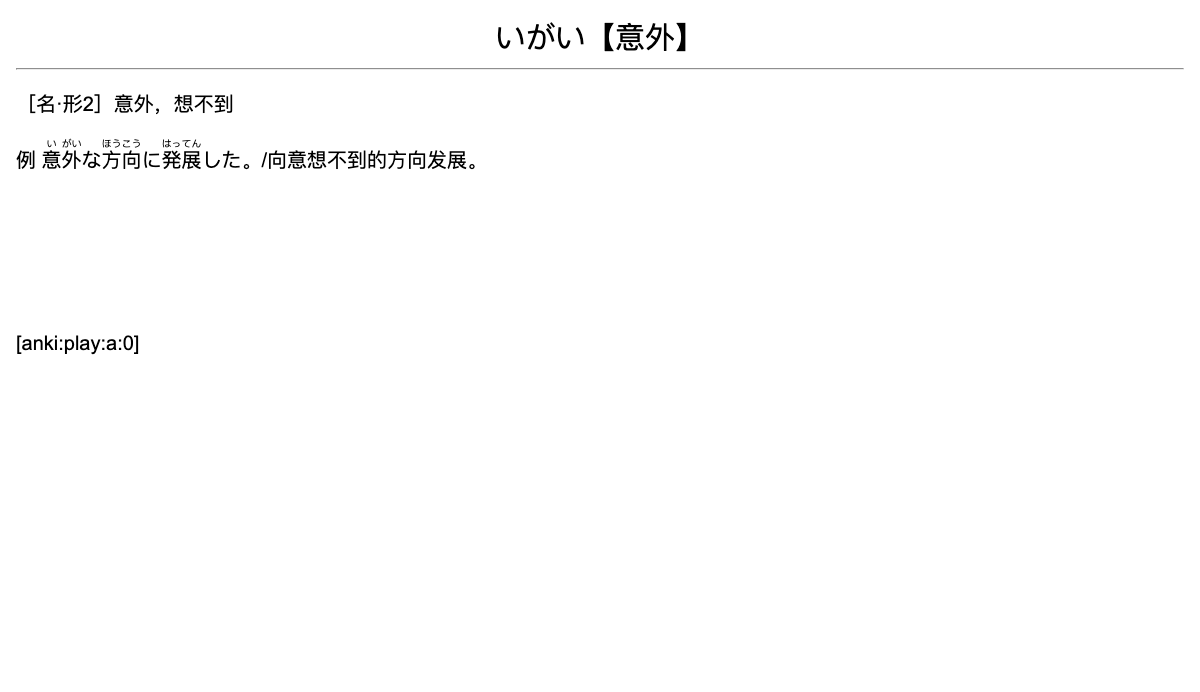 いがい【意外】
［名·形2］意外，想不到
い がい ほうこう はってん
例 意外な方向に発展した。/向意想不到的方向发展。
[anki:play:a:0]